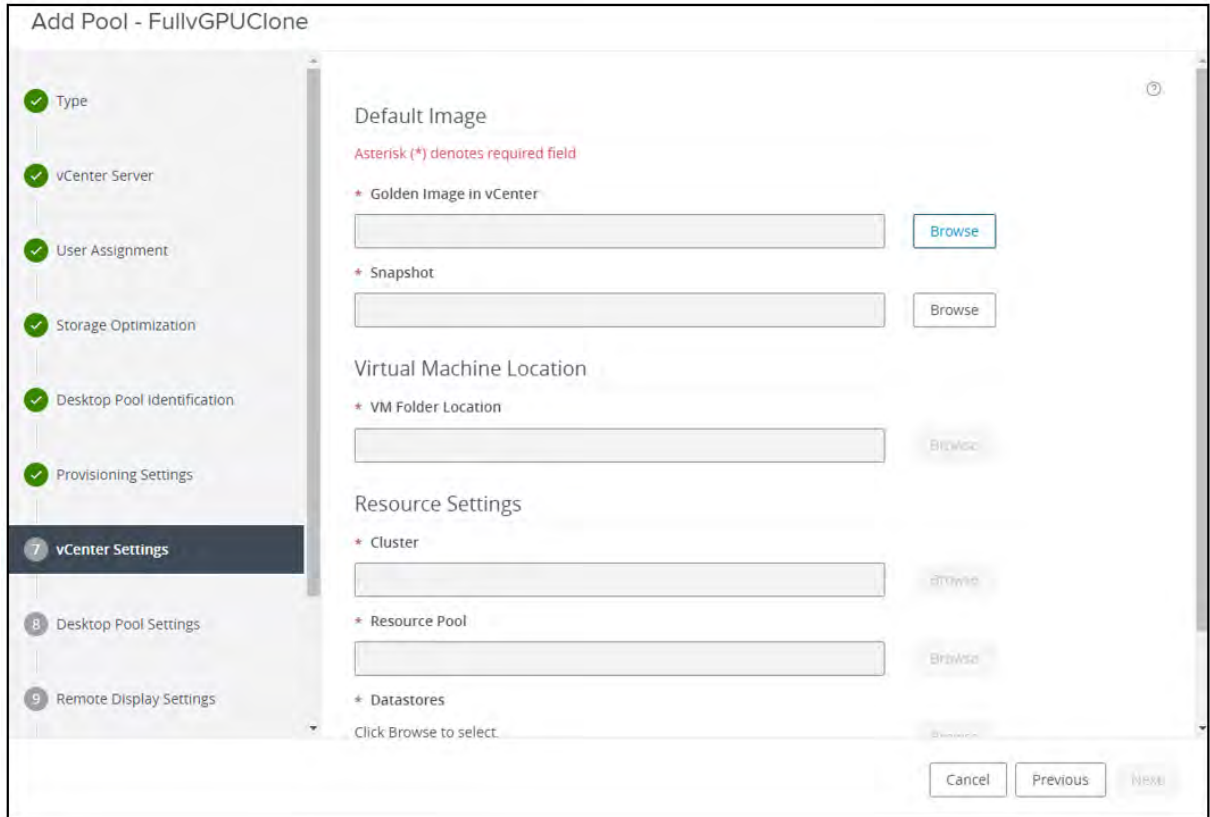 Add Pool - FullvGPUClone
Type
vCenter Server
User Assignment
Storage Optimization
Desktop Pool Identification
Provisioning Settings
7 vCenter Settings
8 Desktop Pool Settings
9 Remote Display Settings
Default Image
Asterisk (*) denotes required field
* Golden Image in vCenter
Browse
* Snapshot
Browse
Virtual Machine Location
* VM Folder Location
Browse
Resource Settings
* Cluster
Browse
* Resource Pool
Browse
* Datastores
Click Browse to select
Browse
Cancel
Previous
Next